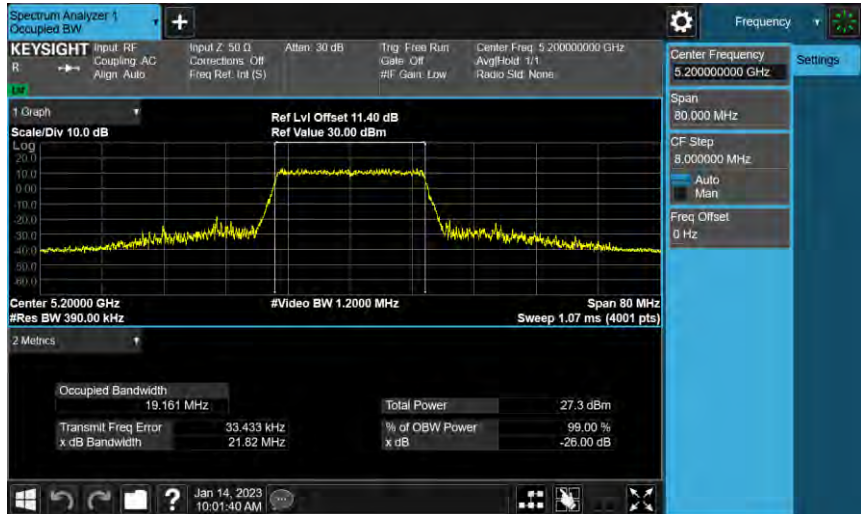 Spectrum Analyzer 1
Occupied BW
Frequency
KEYSIGHT
R
Input: RF
Coupling: AC
Align: Auto
Input Z: 50 Ω
Corrections: Off
Freq Ref: Int (S)
Atten: 30 dB
Trig: Free Run
Gate: Off
#IF Gain: Low
Center Freq: 5.200000000 GHz
Avg|Hold: 1/1
Radio Std: None
Center Frequency
5.200000000 GHz
Settings
Span
80.000 MHz
CF Step
8.000000 MHz
Auto
Man
Freq Offset
0 Hz
1 Graph
Scale/Div 10.0 dB
Ref Lvl Offset 11.40 dB
Ref Value 30.00 dBm
Log
20.0
10.0
0.00
-10.0
-20.0
-30.0
-40.0
-50.0
-60.0
Center 5.20000 GHz
#Res BW 390.00 kHz
#Video BW 1.2000 MHz
Span 80 MHz
Sweep 1.07 ms (4001 pts)
2 Metrics
Occupied Bandwidth
19.161 MHz
Total Power 27.3 dBm
Transmit Freq Error 33.433 kHz
% of OBW Power 99.00 %
x dB Bandwidth 21.82 MHz
x dB -26.00 dB
?
Jan 14, 2023
10:01:40 AM